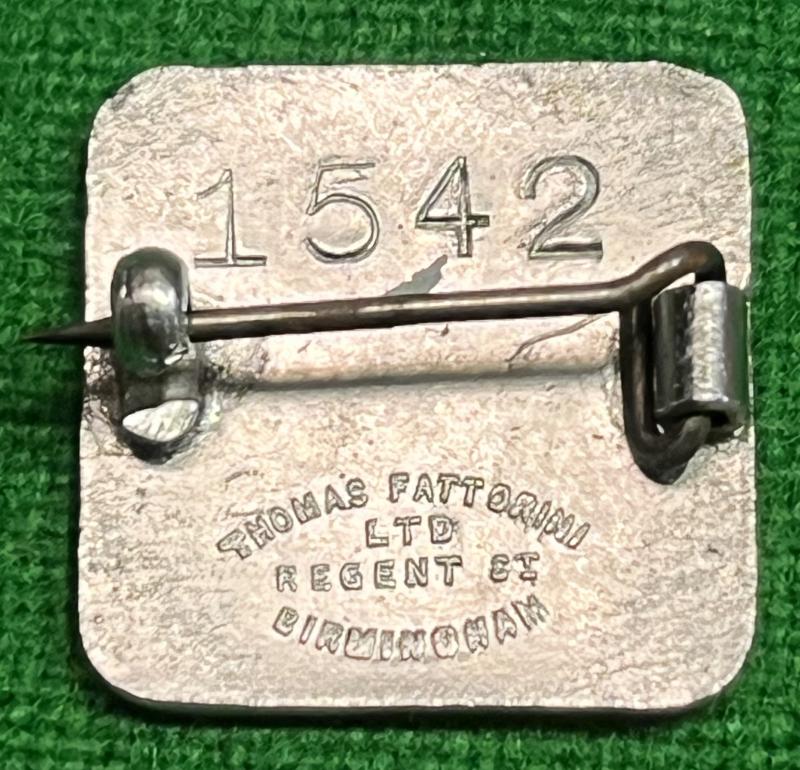 1542
THOMAS FATTORINI
LTD
REGENT ST
BIRMINGHAM